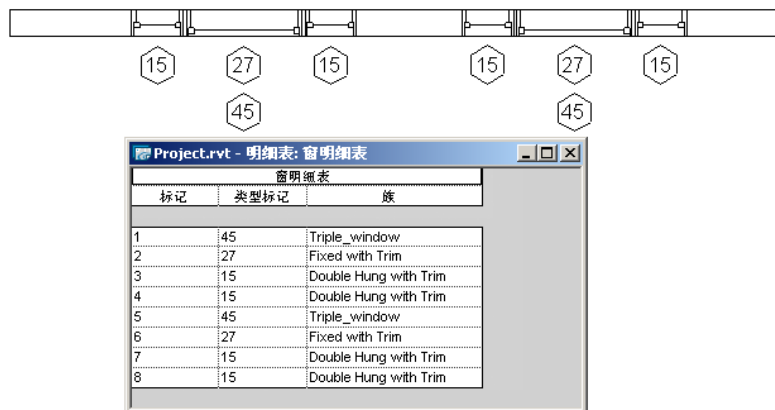 15 27 15 15 27 15
45 45
Project.rvt - 明细表: 窗明细表
窗明细表
标记 类型标记 族
1 45 Triple_window
2 27 Fixed with Trim
3 15 Double Hung with Trim
4 15 Double Hung with Trim
5 45 Triple_window
6 27 Fixed with Trim
7 15 Double Hung with Trim
8 15 Double Hung with Trim